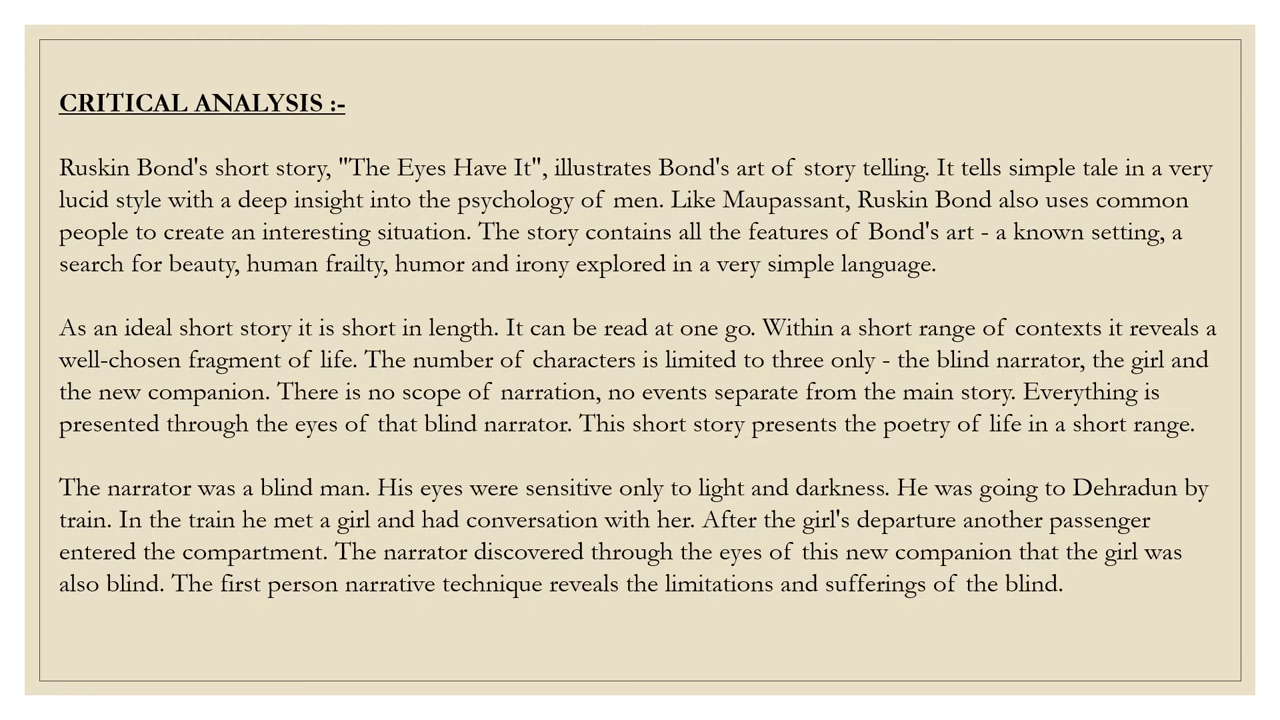 CRITICAL ANALYSIS :-
Ruskin Bond's short story, "The Eyes Have It", illustrates Bond's art of story telling. It tells simple tale in a very
lucid style with a deep insight into the psychology of men. Like Maupassant, Ruskin Bond also uses common
people to create an interesting situation. The story contains all the features of Bond's art - a known setting, a
search for beauty, human frailty, humor and irony explored in a very simple language.
As an ideal short story it is short in length. It can be read at one go. Within a short range of contexts it reveals a
well-chosen fragment of life. The number of characters is limited to three only - the blind narrator, the girl and
the new companion. There is no scope of narration, no events separate from the main story. Everything is
presented through the eyes of that blind narrator. This short story presents the poetry of life in a short range.
The narrator was a blind man. His eyes were sensitive only to light and darkness. He was going to Dehradun by
train. In the train he met a girl and had conversation with her. After the girl's departure another passenger
entered the compartment. The narrator discovered through the eyes of this new companion that the girl was
also blind. The first person narrative technique reveals the limitations and sufferings of the blind.